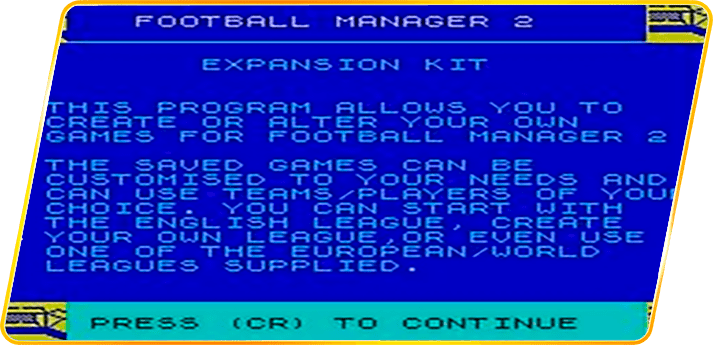 FOOTBALL MANAGER 2
EXPANSION KIT
THIS PROGRAM ALLOWS YOU TO
CREATE OR ALTER YOUR OWN
GAMES FOR FOOTBALL MANAGER 2
THE SAVED GAMES CAN BE
CUSTOMISED TO YOUR NEEDS AND
CAN USE TEAMS/PLAYERS OF YOUR
CHOICE. YOU CAN START WITH
THE ENGLISH LEAGUE, CREATE
YOUR OWN LEAGUE,OR EVEN USE
ONE OF THE EUROPEAN/WORLD
LEAGUES SUPPLIED.
PRESS (CR) TO CONTINUE